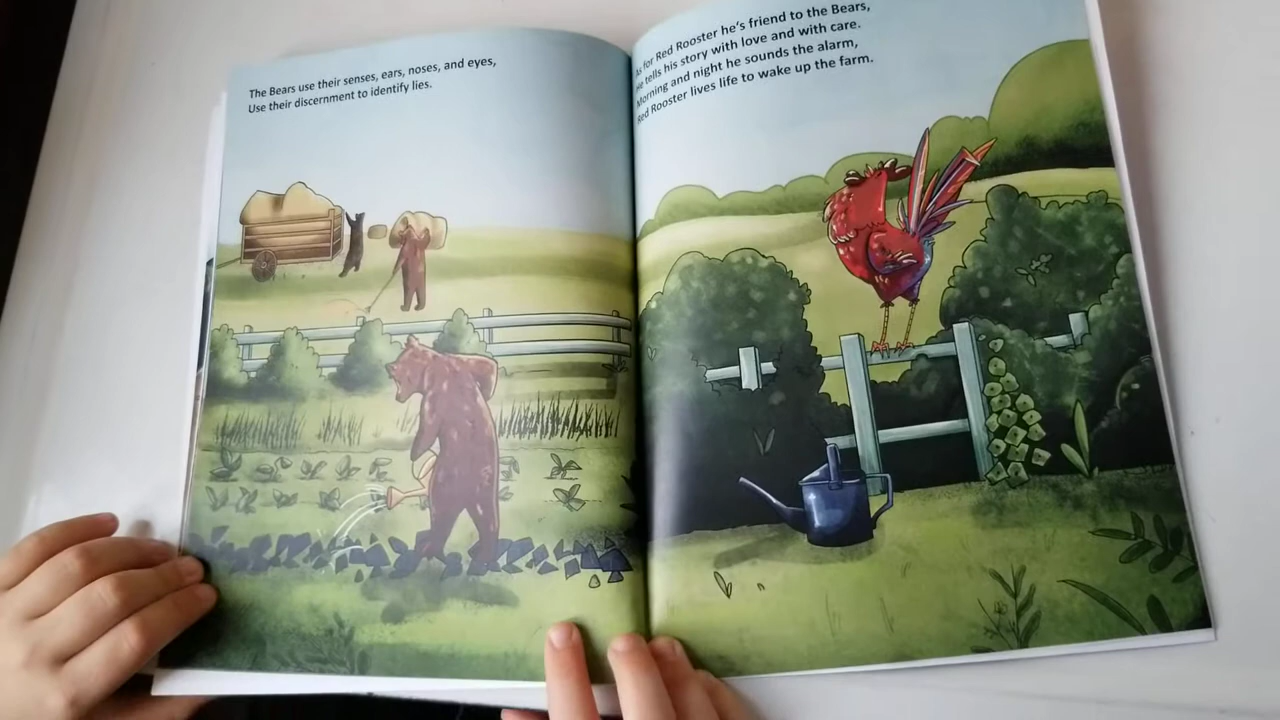 The Bears use their senses, ears, noses, and eyes,
Use their discernment to identify lies.
As for Red Rooster he's friend to the Bears,
He tells his story with love and with care.
Morning and night he sounds the alarm,
Red Rooster lives life to wake up the farm.